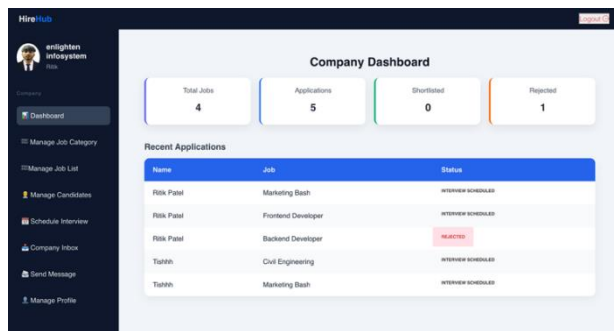 HireHub
Logout
enlighten
infosystem
Ritik
Company
Dashboard
Manage Job Category
Manage Job List
Manage Candidates
Schedule Interview
Company Inbox
Send Message
Manage Profile
Company Dashboard
Total Jobs
4
Applications
5
Shortlisted
0
Rejected
1
Recent Applications
Name Job Status
Ritik Patel Marketing Bash INTERVIEW SCHEDULED
Ritik Patel Frontend Developer INTERVIEW SCHEDULED
Ritik Patel Backend Developer REJECTED
Tishhh Civil Engineering INTERVIEW SCHEDULED
Tishhh Marketing Bash INTERVIEW SCHEDULED